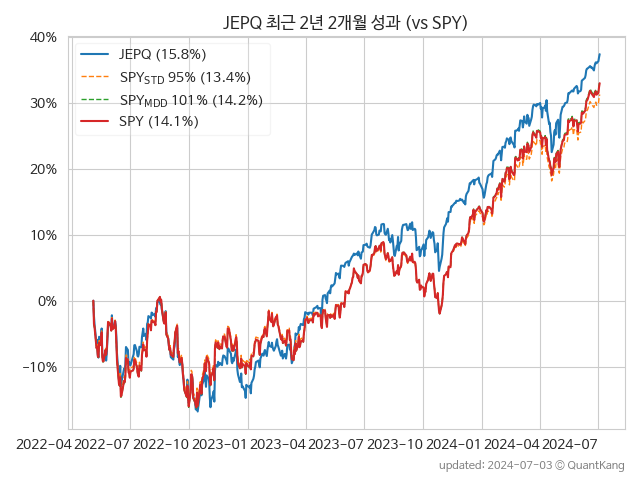 JEPQ 최근 2년 2개월 성과 (vs SPY)
JEPQ (15.8%)
SPY_STD 95% (13.4%)
SPY_MDD 101% (14.2%)
SPY (14.1%)
40%
30%
20%
10%
0%
−10%
2022-04 2022-07 2022-10 2023-01 2023-04 2023-07 2023-10 2024-01 2024-04 2024-07
updated: 2024-07-03 © QuantKang